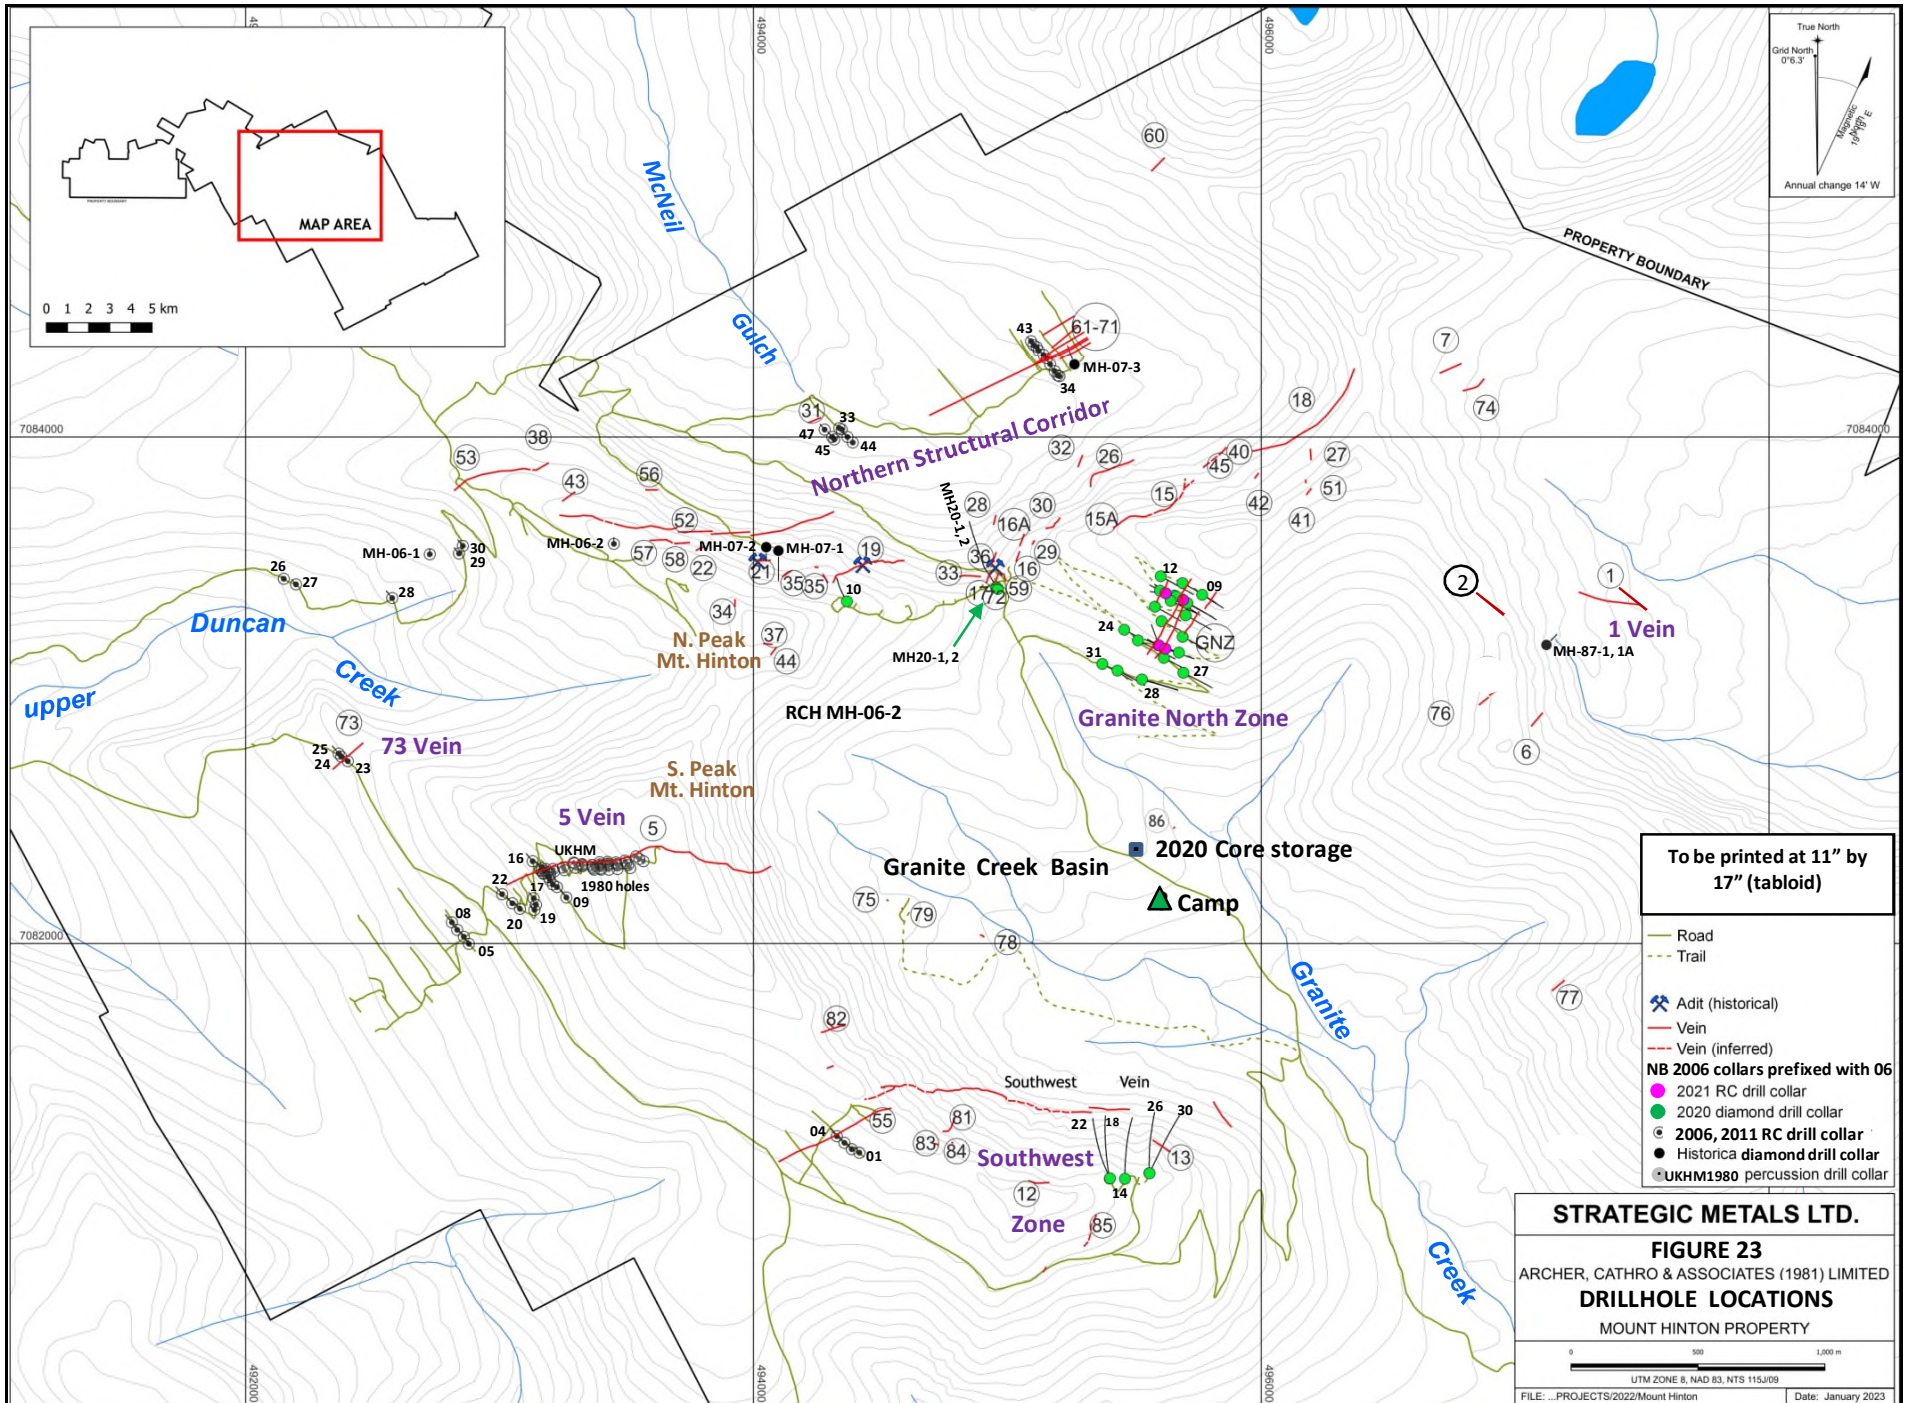 MAP AREA
PROPERTY BOUNDARY
0 1 2 3 4 5 km
494000
496000
True North
Grid North
0°6.3'
Magnetic
North
19°19' E
Annual change 14' W
McNeil
Gulch
60
PROPERTY BOUNDARY
7084000
7084000
61-71
43
MH-07-3
34
7
74
18
31
33
47
45
44
Northern Structural Corridor
38
53
43
56
32
26
45
40
27
51
42
41
15
15A
52
MH20-1, 2
28
30
16A
MH-06-1
30
29
MH-06-2
57
58
22
MH-07-2
MH-07-1
21
35
35
19
10
33
36
29
16
17
72
59
12
09
GNZ
24
31
27
28
26
27
28
34
37
44
N. Peak
Mt. Hinton
MH20-1, 2
2
1
1 Vein
MH-87-1, 1A
Duncan
Creek
upper
RCH MH-06-2
Granite North Zone
76
6
73
73 Vein
25
24
23
S. Peak
Mt. Hinton
5 Vein
5
UKHM
1980 holes
16
22
17
09
19
20
08
05
86
2020 Core storage
Granite Creek Basin
Camp
75
79
78
7082000
Granite
Creek
77
82
Southwest Vein
04
01
55
81
83
84
22
18
26
30
13
14
Southwest
Zone
12
85
492000
494000
496000
To be printed at 11” by
17” (tabloid)
Road
Trail
Adit (historical)
Vein
Vein (inferred)
NB 2006 collars prefixed with 06
2021 RC drill collar
2020 diamond drill collar
2006, 2011 RC drill collar
Historica diamond drill collar
UKHM1980 percussion drill collar
STRATEGIC METALS LTD.
FIGURE 23
ARCHER, CATHRO & ASSOCIATES (1981) LIMITED
DRILLHOLE LOCATIONS
MOUNT HINTON PROPERTY
0 500 1,000 m
UTM ZONE 8, NAD 83, NTS 115J/09
FILE: ...PROJECTS/2022/Mount Hinton
Date: January 2023